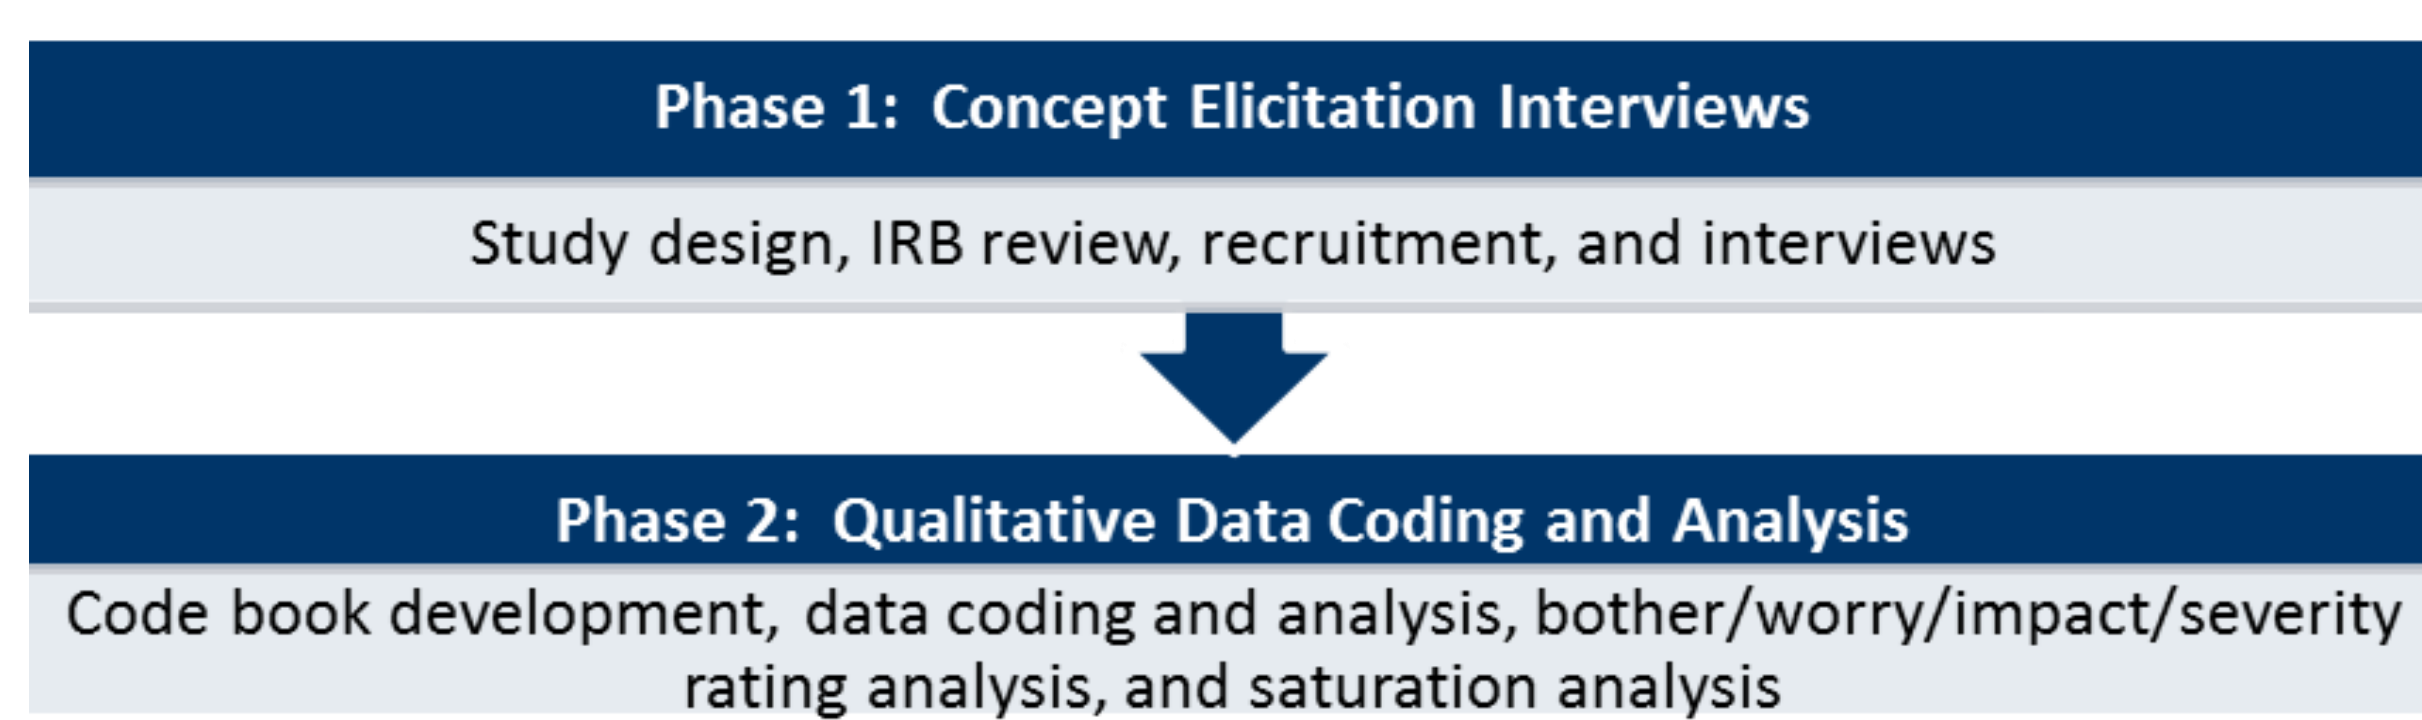 Phase 1: Concept Elicitation Interviews
Study design, IRB review, recruitment, and interviews
Phase 2: Qualitative Data Coding and Analysis
Code book development, data coding and analysis, bother/worry/impact/severity
rating analysis, and saturation analysis